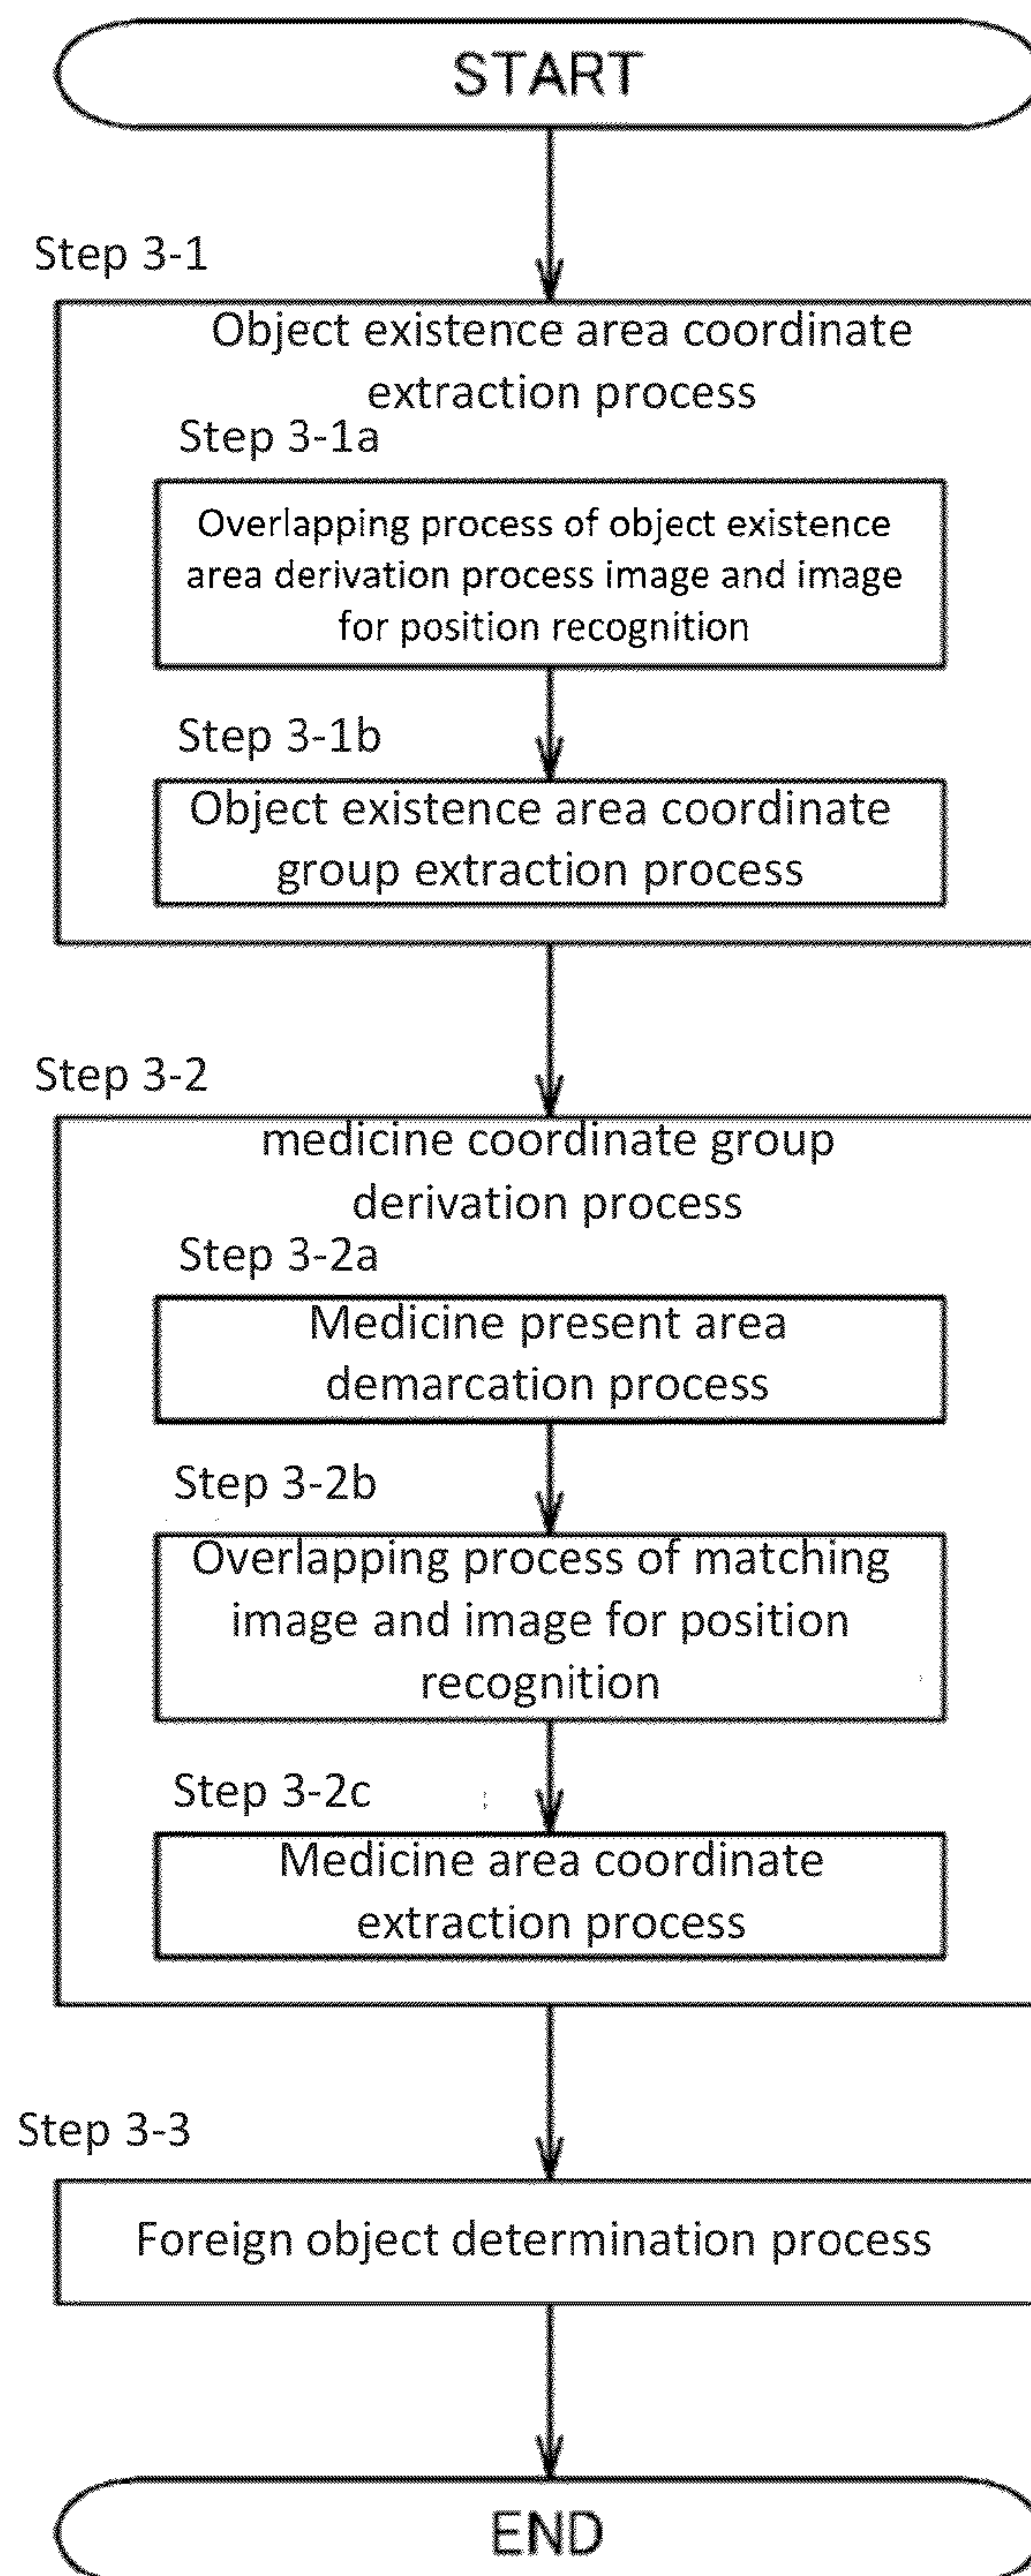 START
Step 3-1
Object existence area coordinate
extraction process
Step 3-1a
Overlapping process of object existence
area derivation process image and image
for position recognition
Step 3-1b
Object existence area coordinate
group extraction process
Step 3-2
medicine coordinate group
derivation process
Step 3-2a
Medicine present area
demarcation process
Step 3-2b
Overlapping process of matching
image and image for position
recognition
Step 3-2c
Medicine area coordinate
extraction process
Step 3-3
Foreign object determination process
END